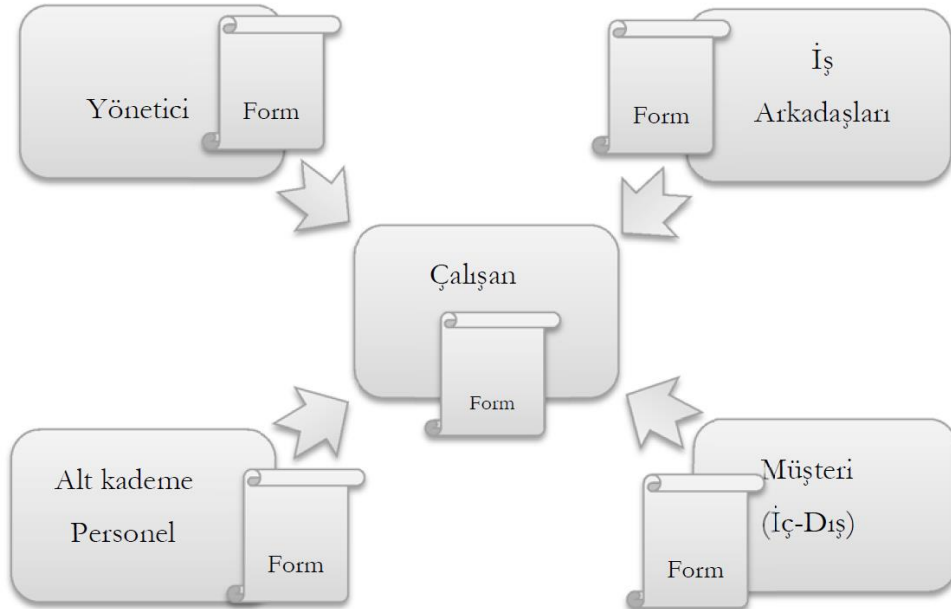 Yönetici
Form
Form
İş
Arkadaşları
Çalışan
Form
Alt kademe
Personel
Form
Form
Müşteri
(İç-Dış)